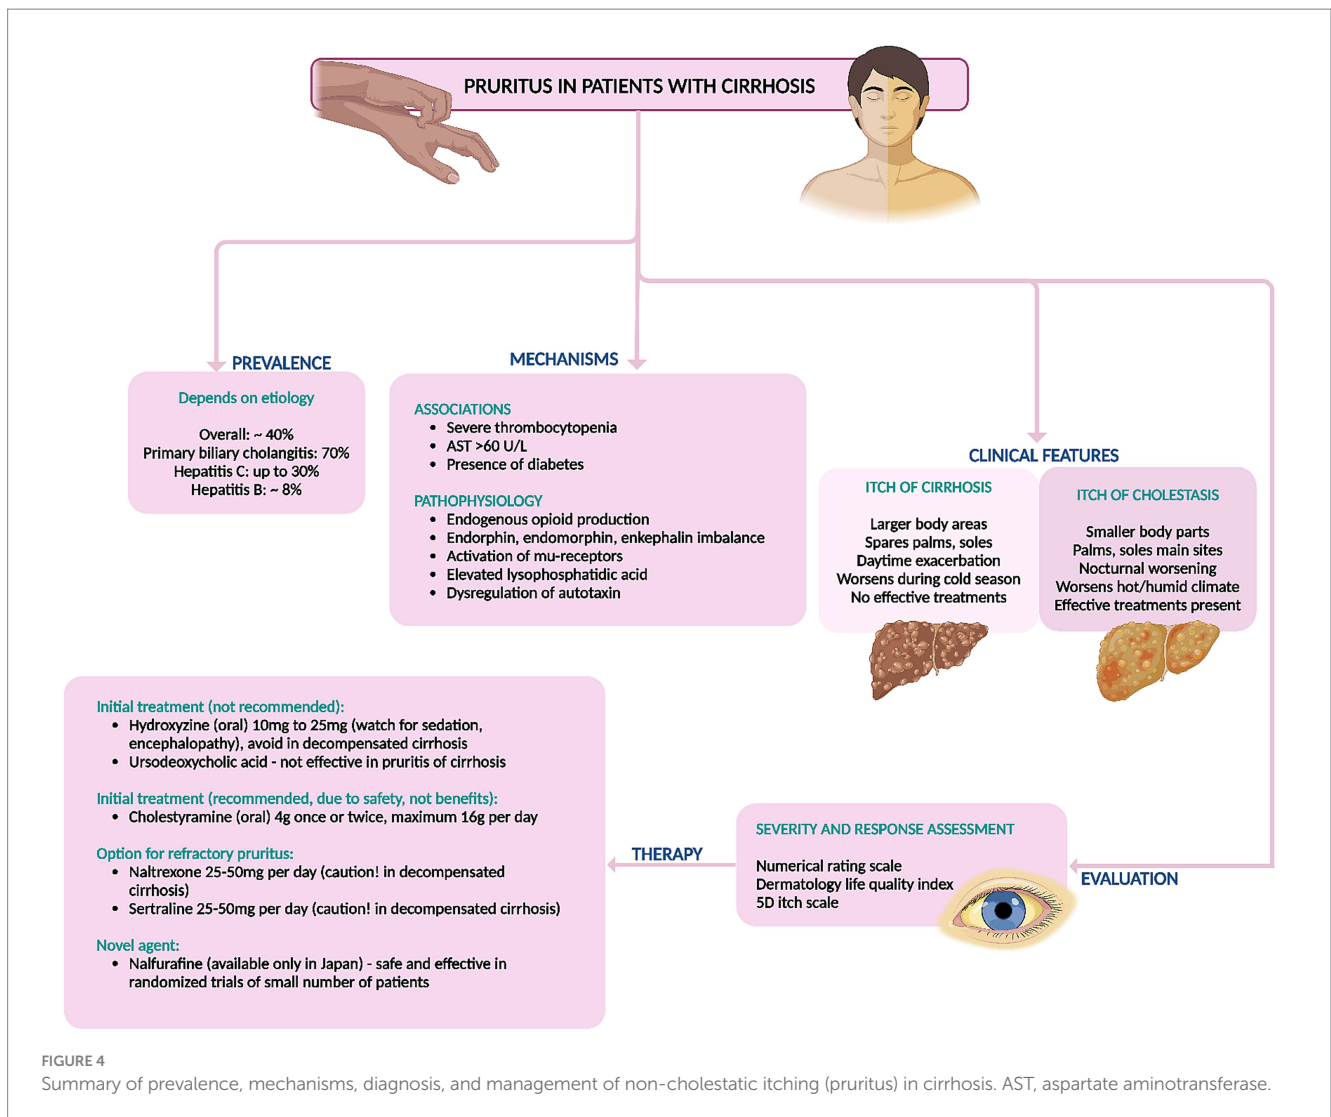 PRURITUS IN PATIENTS WITH CIRRHOSIS
PREVALENCE
Depends on etiology
Overall: ~ 40%
Primary biliary cholangitis: 70%
Hepatitis C: up to 30%
Hepatitis B: ~ 8%
MECHANISMS
ASSOCIATIONS
• Severe thrombocytopenia
• AST >60 U/L
• Presence of diabetes
PATHOPHYSIOLOGY
• Endogenous opioid production
• Endorphin, endomorphin, enkephalin imbalance
• Activation of mu-receptors
• Elevated lysophosphatidic acid
• Dysregulation of autotaxin
CLINICAL FEATURES
ITCH OF CIRRHOSIS
Larger body areas
Spares palms, soles
Daytime exacerbation
Worsens during cold season
No effective treatments
ITCH OF CHOLESTASIS
Smaller body parts
Palms, soles main sites
Nocturnal worsening
Worsens hot/humid climate
Effective treatments present
EVALUATION
SEVERITY AND RESPONSE ASSESSMENT
Numerical rating scale
Dermatology life quality index
5D itch scale
THERAPY
Initial treatment (not recommended):
• Hydroxyzine (oral) 10mg to 25mg (watch for sedation,
encephalopathy), avoid in decompensated cirrhosis
• Ursodeoxycholic acid - not effective in pruritis of cirrhosis
Initial treatment (recommended, due to safety, not benefits):
• Cholestyramine (oral) 4g once or twice, maximum 16g per day
Option for refractory pruritus:
• Naltrexone 25-50mg per day (caution! in decompensated
cirrhosis)
• Sertraline 25-50mg per day (caution! in decompensated cirrhosis)
Novel agent:
• Nalfurafine (available only in Japan) - safe and effective in
randomized trials of small number of patients
FIGURE 4
Summary of prevalence, mechanisms, diagnosis, and management of non-cholestatic itching (pruritus) in cirrhosis. AST, aspartate aminotransferase.